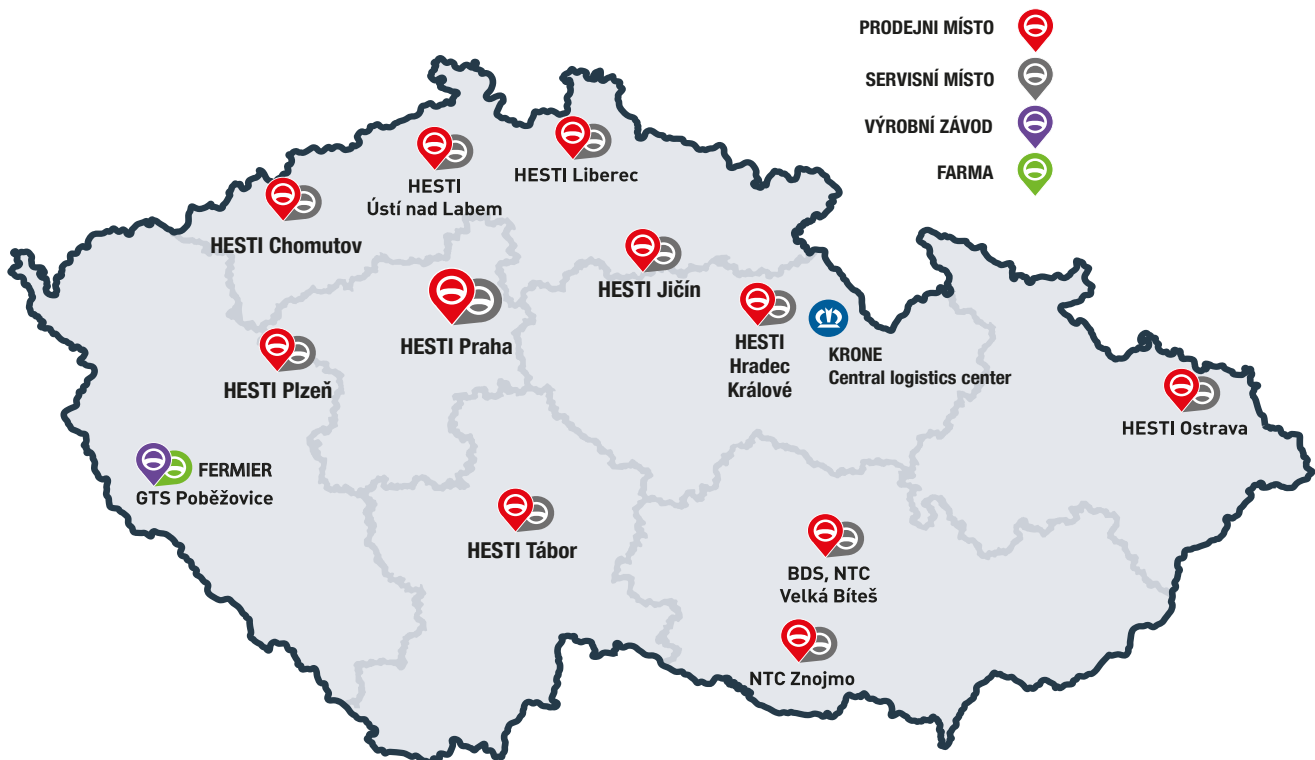 PRODEJNI MÍSTO
SERVISNÍ MÍSTO
VÝROBNÍ ZÁVOD
FARMA
HESTI Liberec
HESTI
Ústí nad Labem
HESTI Chomutov
HESTI Jičín
HESTI Praha
HESTI
Hradec
Králové
KRONE
Central logistics center
HESTI Plzeň
HESTI Ostrava
FERMIER
GTS Poběžovice
HESTI Tábor
BDS, NTC
Velká Bíteš
NTC Znojmo